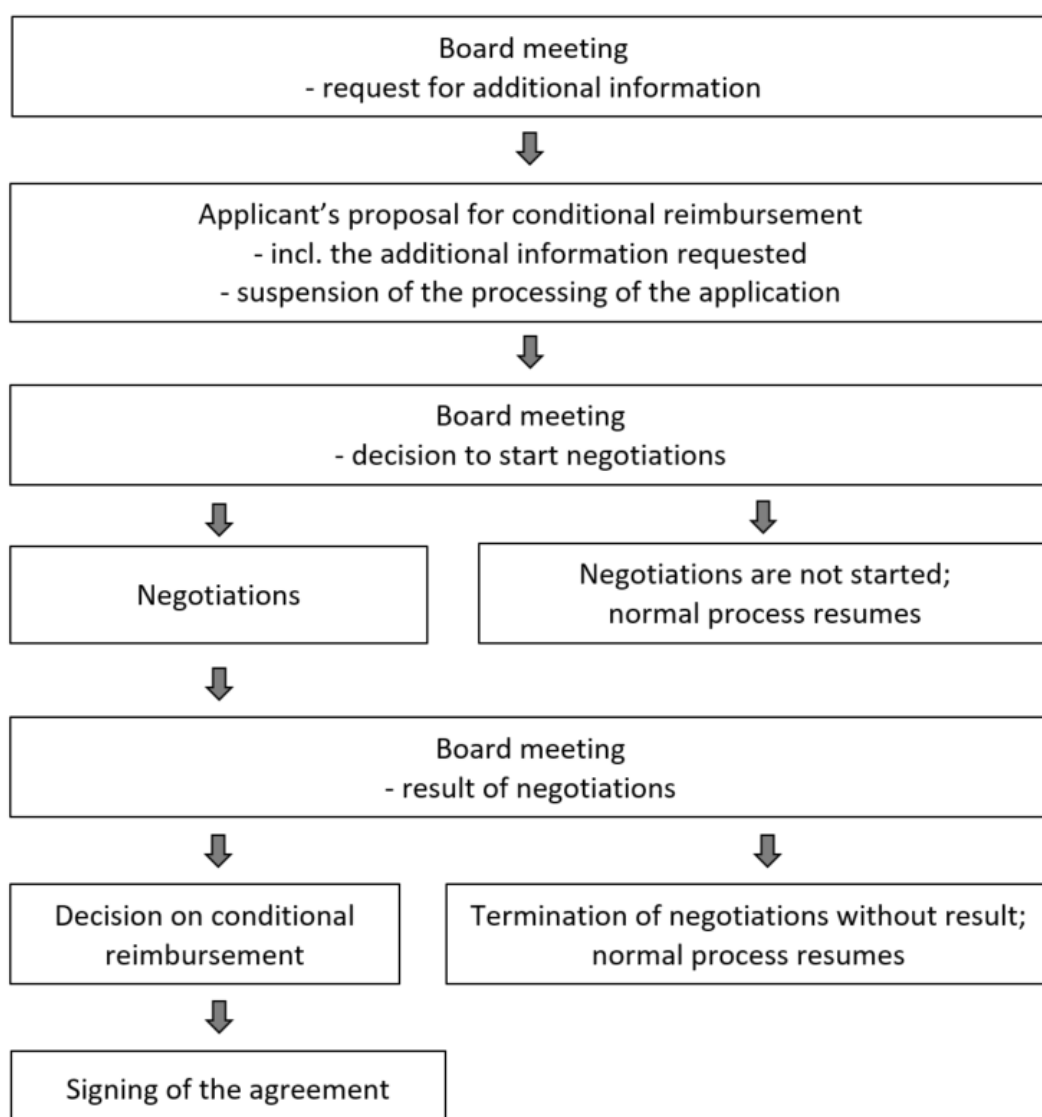 Board meeting
- request for additional information
Applicant’s proposal for conditional reimbursement
- incl. the additional information requested
- suspension of the processing of the application
Board meeting
- decision to start negotiations
Negotiations
Negotiations are not started;
normal process resumes
Board meeting
- result of negotiations
Decision on conditional
reimbursement
Termination of negotiations without result;
normal process resumes
Signing of the agreement